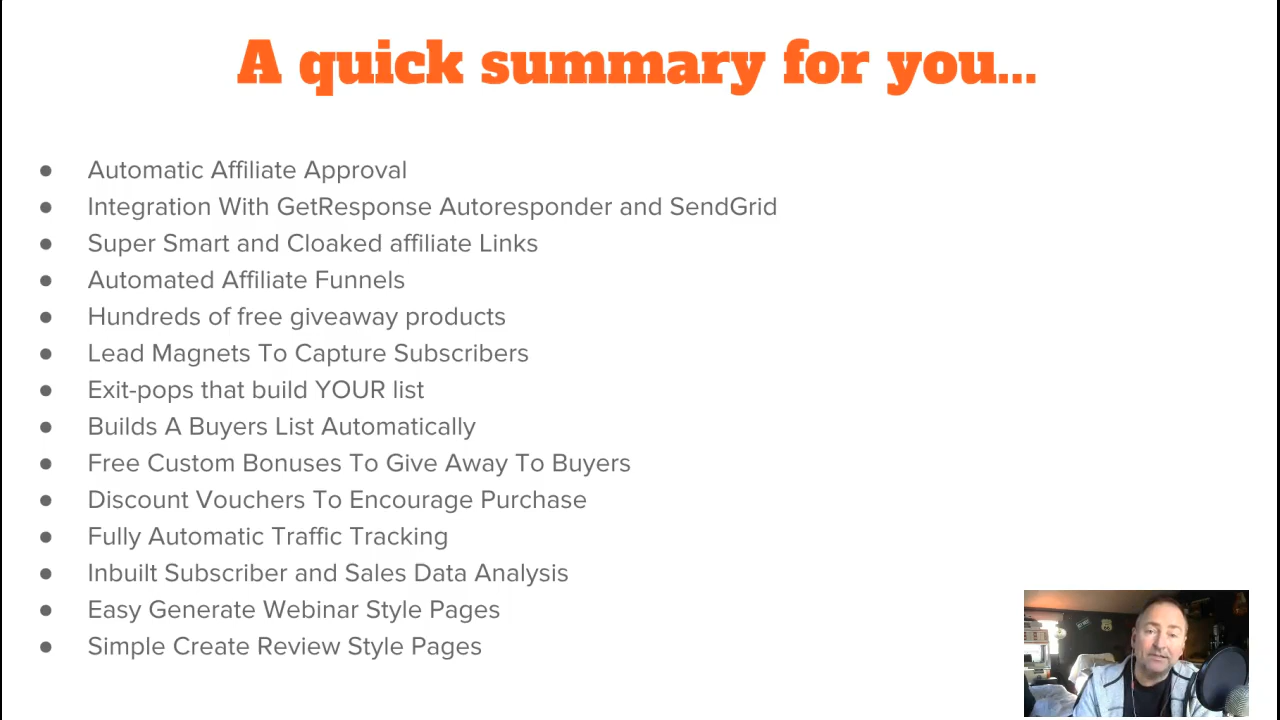 A quick summary for you...
● Automatic Affiliate Approval
● Integration With GetResponse Autoresponder and SendGrid
● Super Smart and Cloaked affiliate Links
● Automated Affiliate Funnels
● Hundreds of free giveaway products
● Lead Magnets To Capture Subscribers
● Exit-pops that build YOUR list
● Builds A Buyers List Automatically
● Free Custom Bonuses To Give Away To Buyers
● Discount Vouchers To Encourage Purchase
● Fully Automatic Traffic Tracking
● Inbuilt Subscriber and Sales Data Analysis
● Easy Generate Webinar Style Pages
● Simple Create Review Style Pages